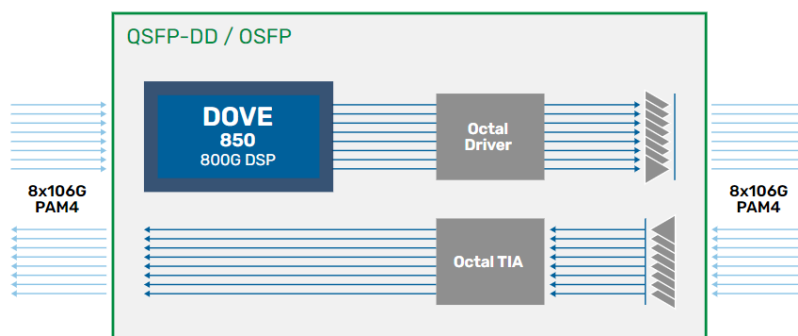 QSFP-DD / OSFP
DOVE
850
800G DSP
Octal
Driver
8x106G
PAM4
8x106G
PAM4
Octal TIA